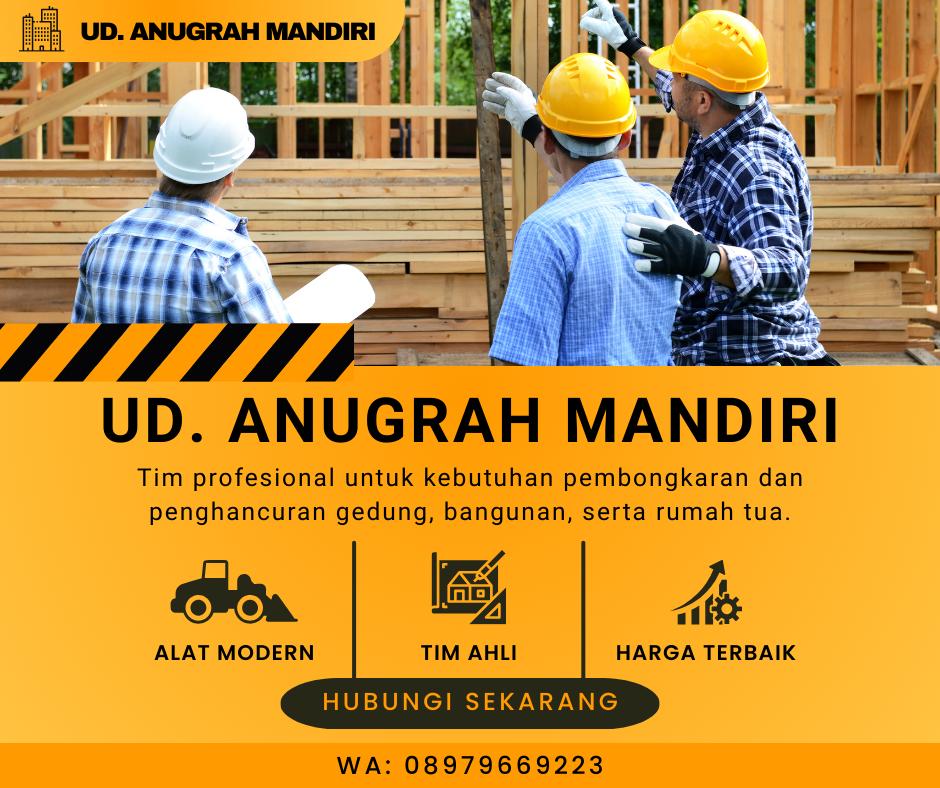 UD. ANUGRAH MANDIRI
UD. ANUGRAH MANDIRI
Tim profesional untuk kebutuhan pembongkaran dan
penghancuran gedung, bangunan, serta rumah tua.
ALAT MODERN
TIM AHLI
HARGA TERBAIK
HUBUNGI SEKARANG
WA: 08979669223